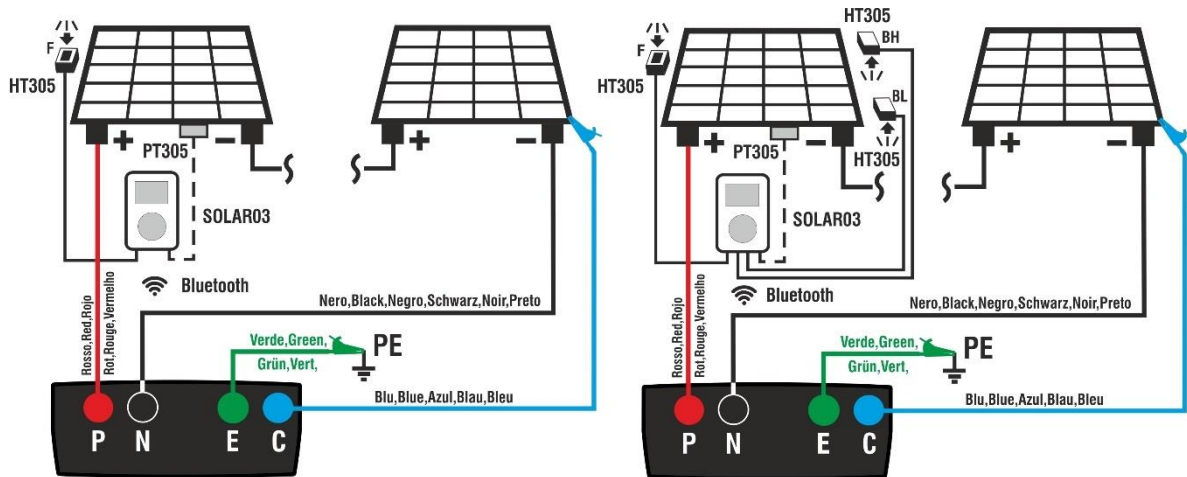 F
HT305
+
PT305
−
+
−
SOLAR03
Bluetooth
Rosso,Red,Rojo
Rot,Rouge,Vermelho
Nero,Black,Negro,Schwarz,Noir,Preto
Verde,Green,
Grün,Vert,
PE
Blu,Blue,Azul,Blau,Bleu
P N E C
HT305
F
HT305
BH
BL
HT305
+
PT305
−
+
−
SOLAR03
Bluetooth
Rosso,Red,Rojo
Rot,Rouge,Vermelho
Nero,Black,Negro,Schwarz,Noir,Preto
Verde,Green,
Grün,Vert,
PE
Blu,Blue,Azul,Blau,Bleu
P N E C